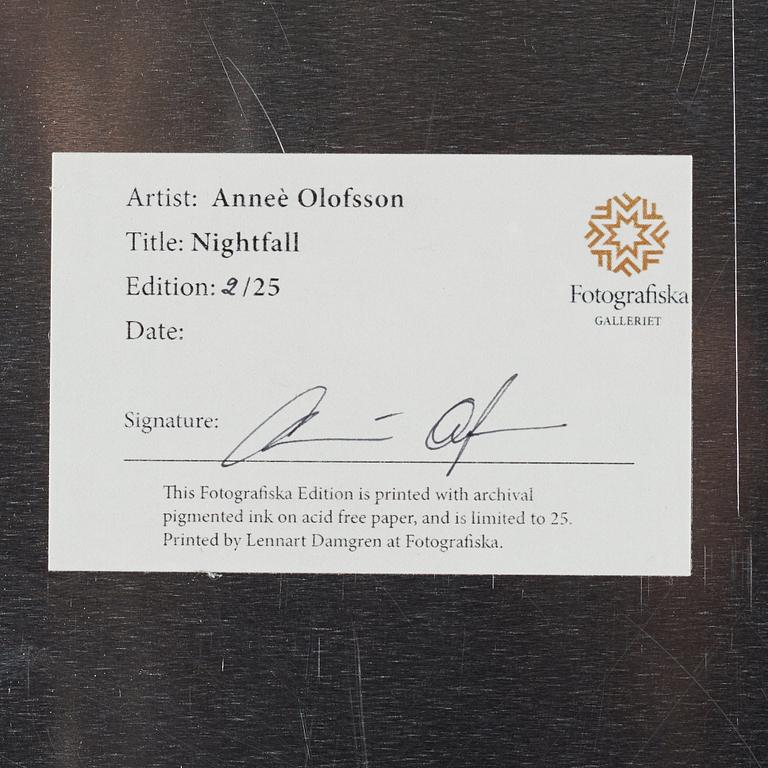 Artist: Anneè Olofsson
Title: Nightfall
Edition: 2/25
Date:
Fotografiska
GALLERIET
Signature:
This Fotografiska Edition is printed with archival
pigmented ink on acid free paper, and is limited to 25.
Printed by Lennart Damgren at Fotografiska.